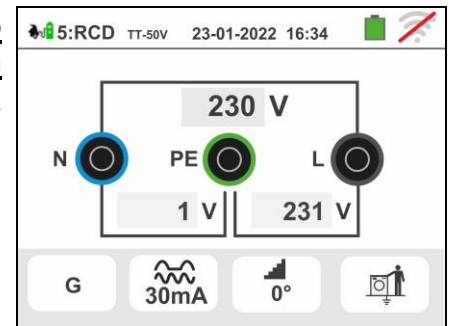 5:RCD TT-50V 23-01-2022 16:34
230 V
N PE L
1 V 231 V
G 30mA 0°